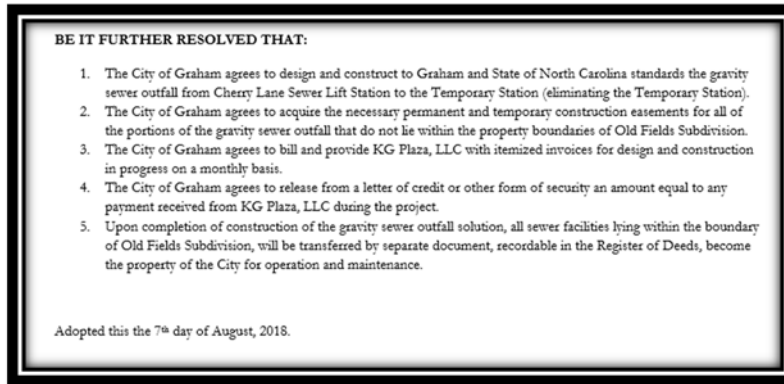 BE IT FURTHER RESOLVED THAT:
1. The City of Graham agrees to design and construct to Graham and State of North Carolina standards the gravity
sewer outfall from Cherry Lane Sewer Lift Station to the Temporary Station (eliminating the Temporary Station).
2. The City of Graham agrees to acquire the necessary permanent and temporary construction easements for all of
the portions of the gravity sewer outfall that do not lie within the property boundaries of Old Fields Subdivision.
3. The City of Graham agrees to bill and provide KG Plaza, LLC with itemized invoices for design and construction
in progress on a monthly basis.
4. The City of Graham agrees to release from a letter of credit or other form of security an amount equal to any
payment received from KG Plaza, LLC during the project.
5. Upon completion of construction of the gravity sewer outfall solution, all sewer facilities lying within the boundary
of Old Fields Subdivision, will be transferred by separate document, recordable in the Register of Deeds, become
the property of the City for operation and maintenance.
Adopted this the 7th day of August, 2018.